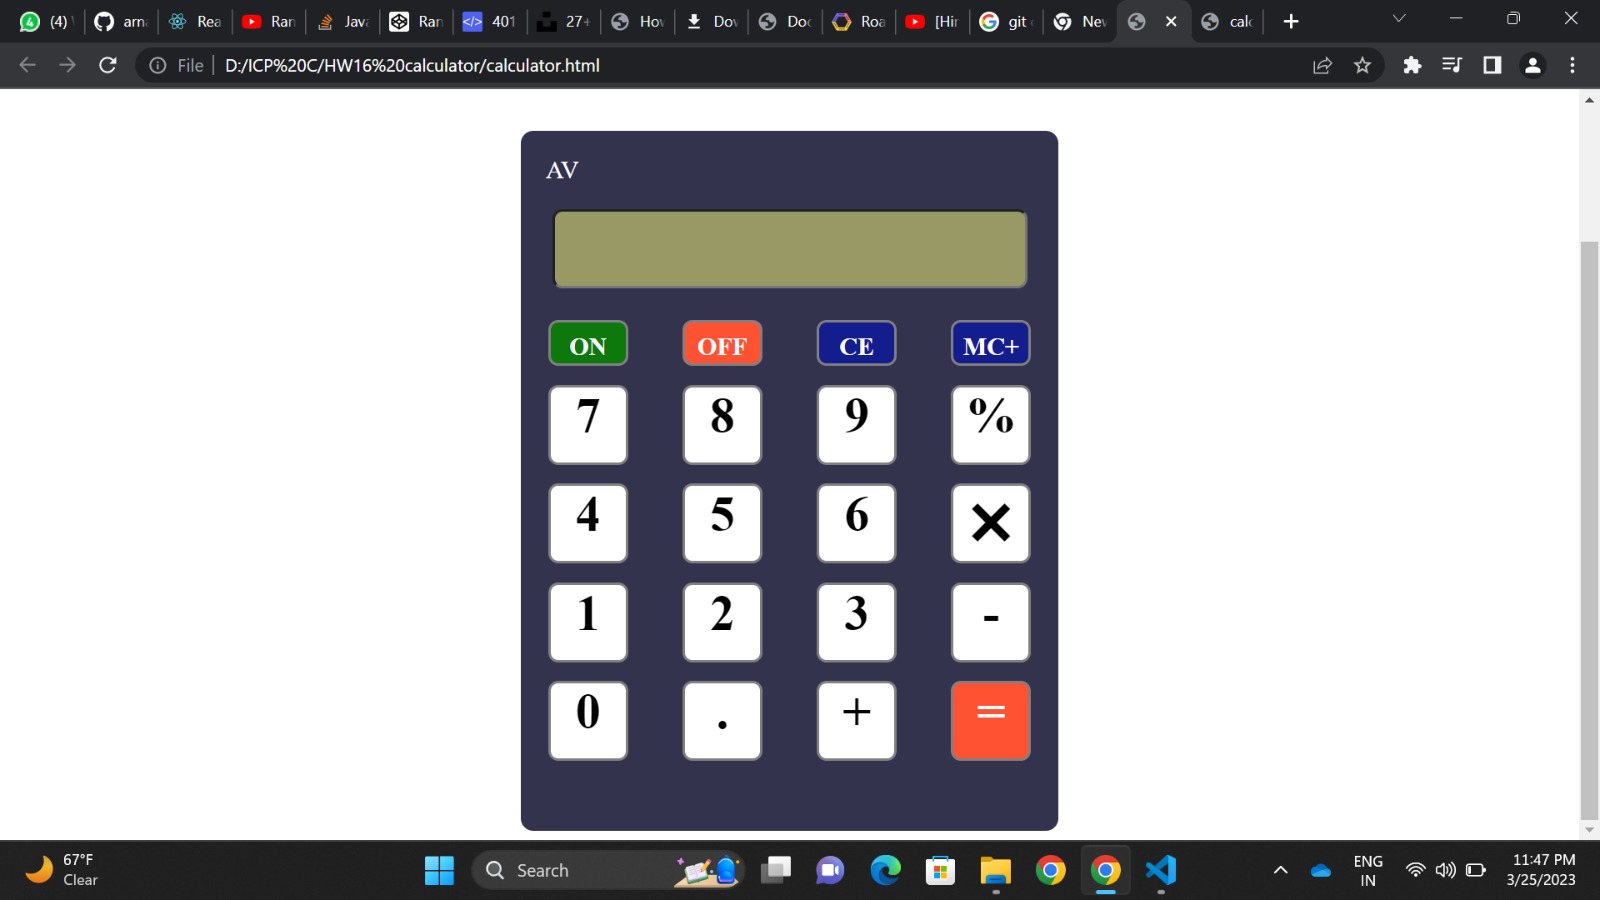 (4) arn Rea Ran Java Ran 401 27+ Hov Dov Doc Roa [Hir git Nev calc
File D:/ICP%20C/HW16%20calculator/calculator.html
AV
ON OFF CE MC+
7 8 9 %
4 5 6 ×
1 2 3 -
0 . + =
67°F
Clear
Search
ENG
IN
11:47 PM
3/25/2023